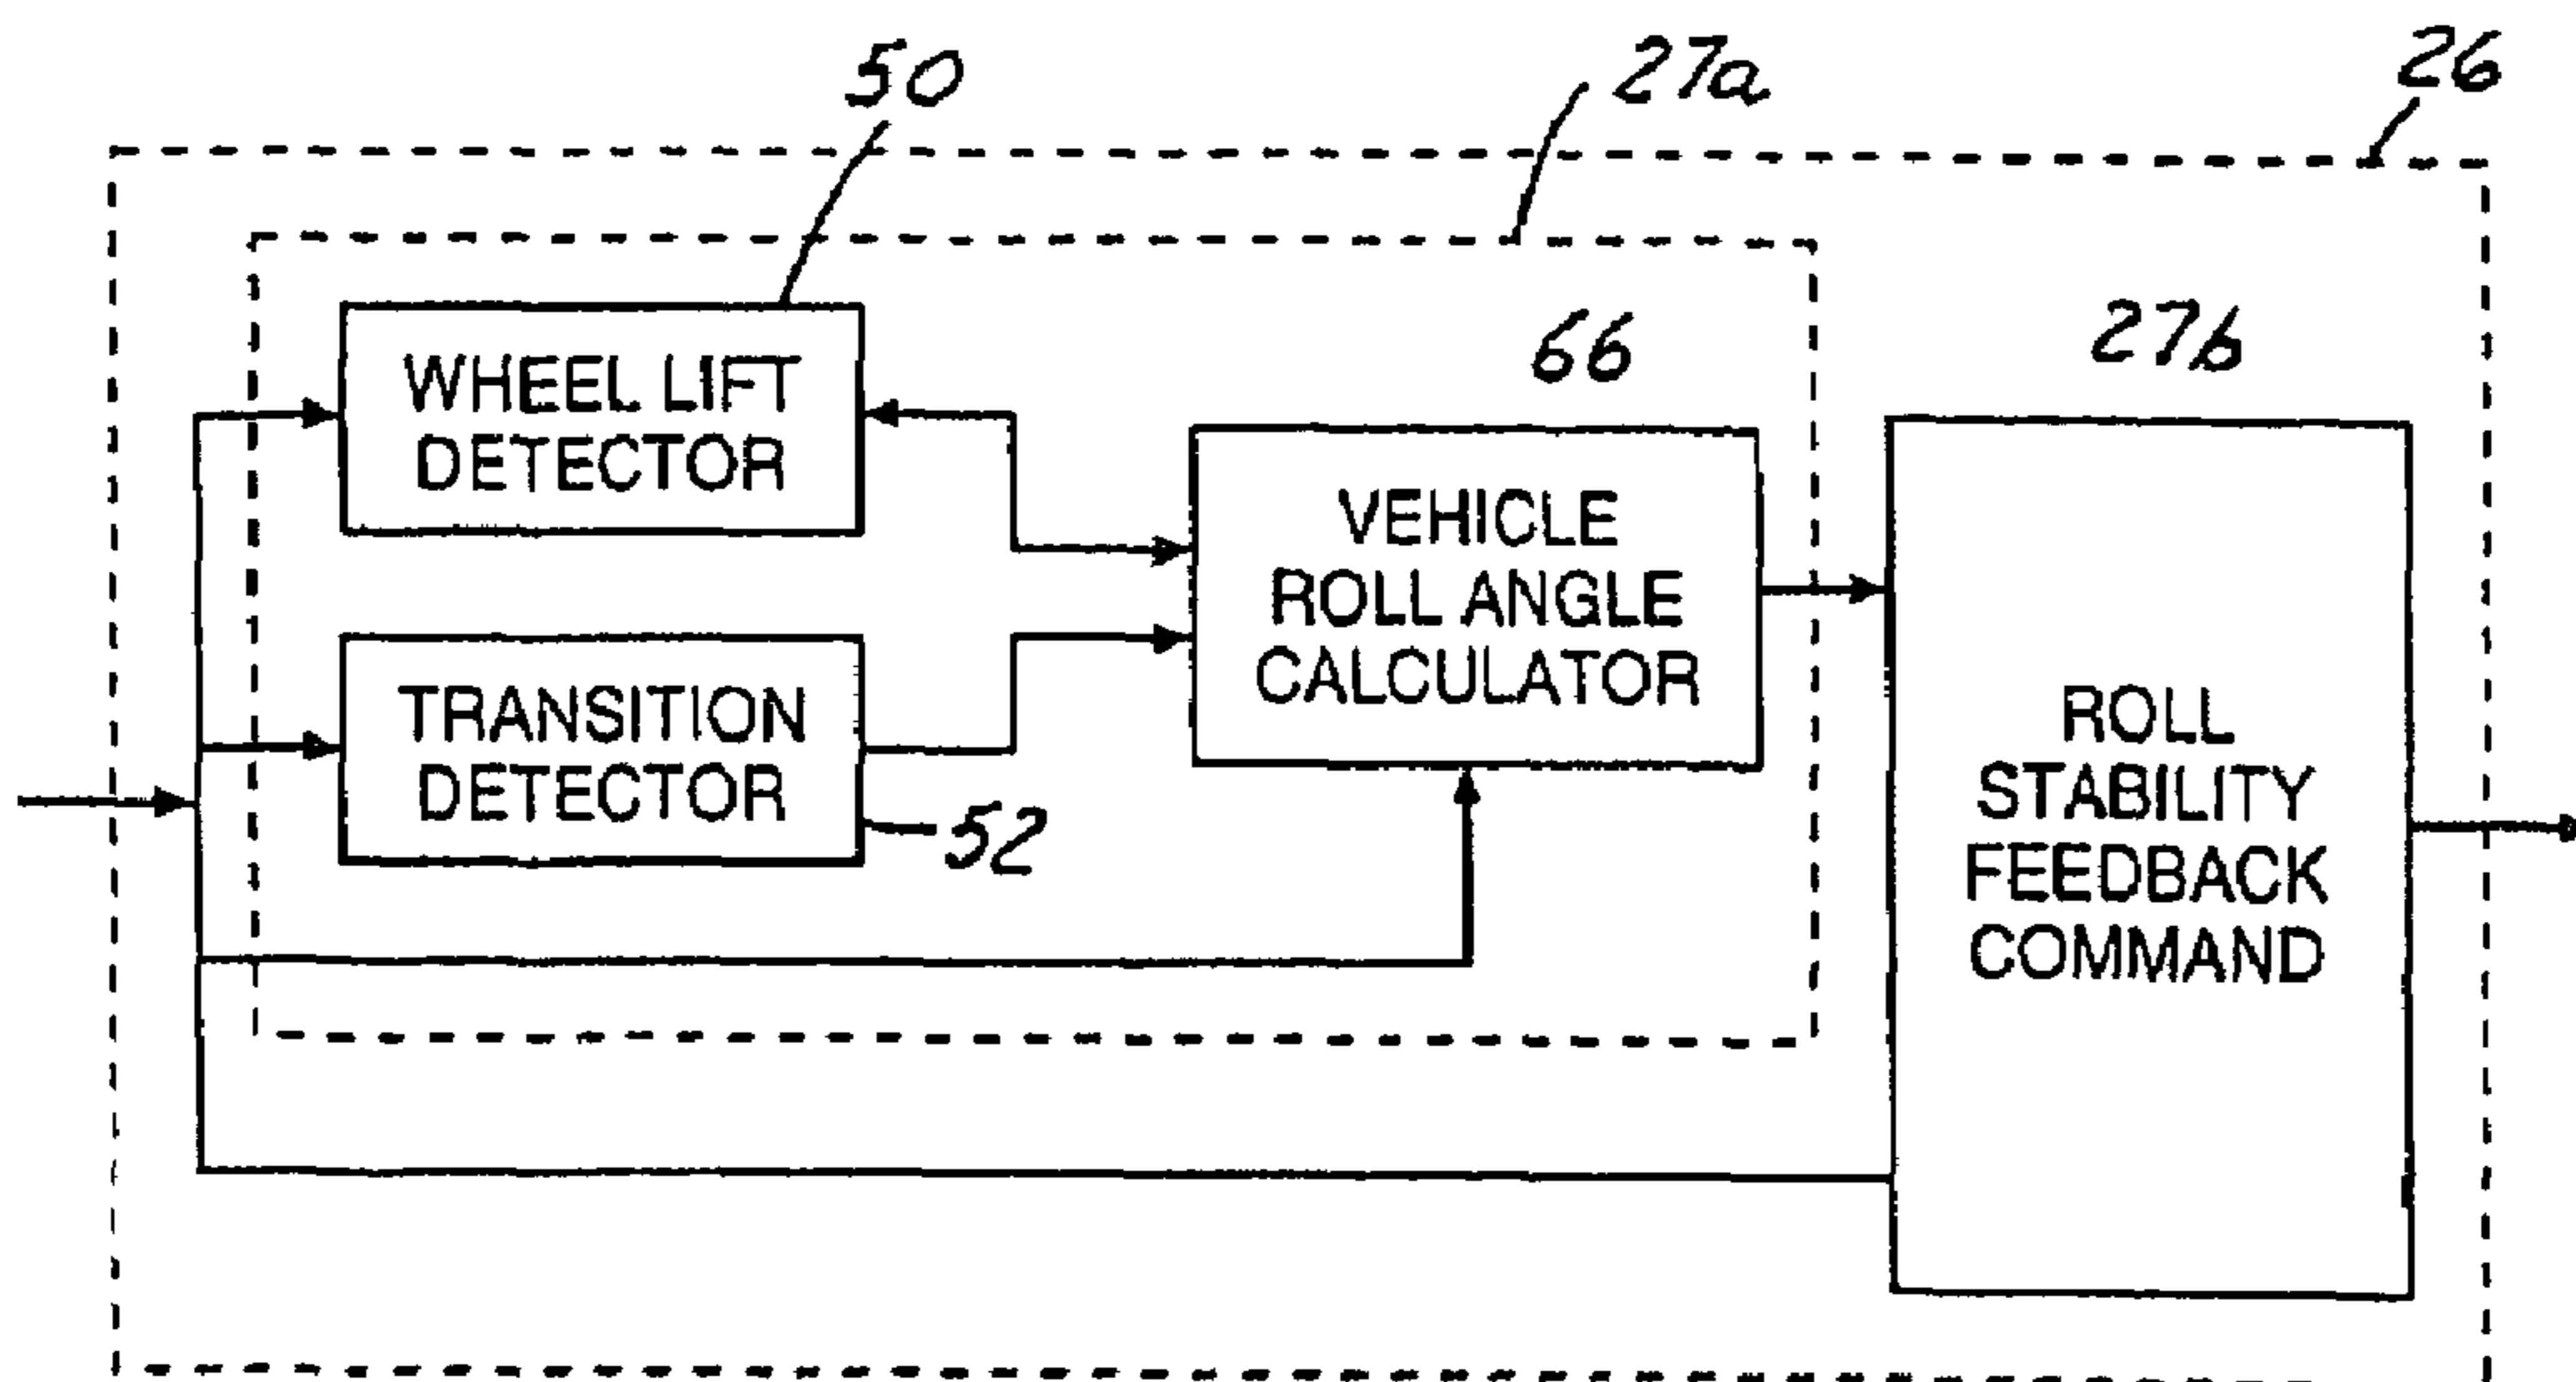 50
27a
26
WHEEL LIFT
DETECTOR
66
27b
VEHICLE
ROLL ANGLE
CALCULATOR
TRANSITION
DETECTOR
52
ROLL
STABILITY
FEEDBACK
COMMAND